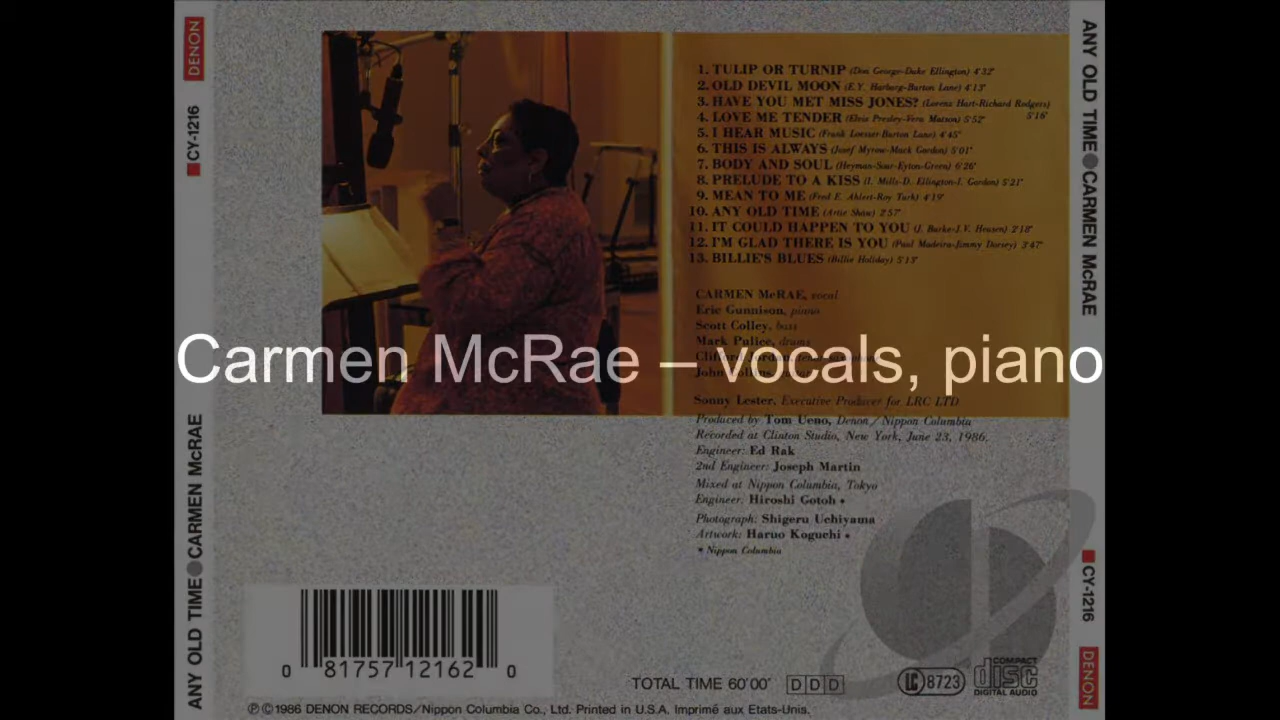 DENON
CY-1216
ANY OLD TIME●CARMEN McRAE
1. TULIP OR TURNIP (Don George-Duke Ellington) 4'32"
2. OLD DEVIL MOON (E.Y. Harburg-Burton Lane) 4'13"
3. HAVE YOU MET MISS JONES? (Lorenz Hart-Richard Rodgers)
5'16"
4. LOVE ME TENDER (Elvis Presley-Vera Matson) 5'52"
5. I HEAR MUSIC (Frank Loesser-Burton Lane) 4'45"
6. THIS IS ALWAYS (Josef Myrow-Mack Gordon) 5'01"
7. BODY AND SOUL (Heyman-Sour-Eyton-Green) 6'26"
8. PRELUDE TO A KISS (I. Mills-D. Ellington-I. Gordon) 5'21"
9. MEAN TO ME (Fred E. Ahlert-Roy Turk) 4'19"
10. ANY OLD TIME (Artie Shaw) 2'57"
11. IT COULD HAPPEN TO YOU (J. Burke-J.V. Heusen) 2'18"
12. I'M GLAD THERE IS YOU (Paul Madeira-Jimmy Dorsey) 3'47"
13. BILLIE'S BLUES (Billie Holiday) 5'13"
CARMEN McRAE, vocal
Eric Gunnison, piano
Scott Colley, bass
Mark Pulice, drums
Clifford Jordan,
John Collins,
Carmen McRae – vocals, piano
Sonny Lester, Executive Producer for LRC LTD
Produced by Tom Ueno, Denon/Nippon Columbia
Recorded at Clinton Studio, New York, June 23, 1986.
Engineer: Ed Rak
2nd Engineer: Joseph Martin
Mixed at Nippon Columbia, Tokyo
Engineer: Hiroshi Gotoh *
Photograph: Shigeru Uchiyama
Artwork: Haruo Koguchi *
* Nippon Columbia
0 81757 12162 0
TOTAL TIME 60'00" DDD
LC 8723
COMPACT
disc
DIGITAL AUDIO
℗©1986 DENON RECORDS/Nippon Columbia Co., Ltd. Printed in U.S.A. Imprimé aux Etats-Unis.
ANY OLD TIME●CARMEN McRAE
CY-1216
DENON